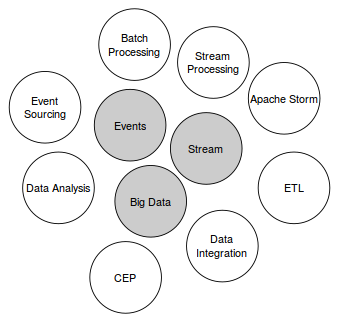 Batch
Processing
Stream
Processing
Apache Storm
Event
Sourcing
Events
Stream
Data Analysis
ETL
Big Data
Data
Integration
CEP